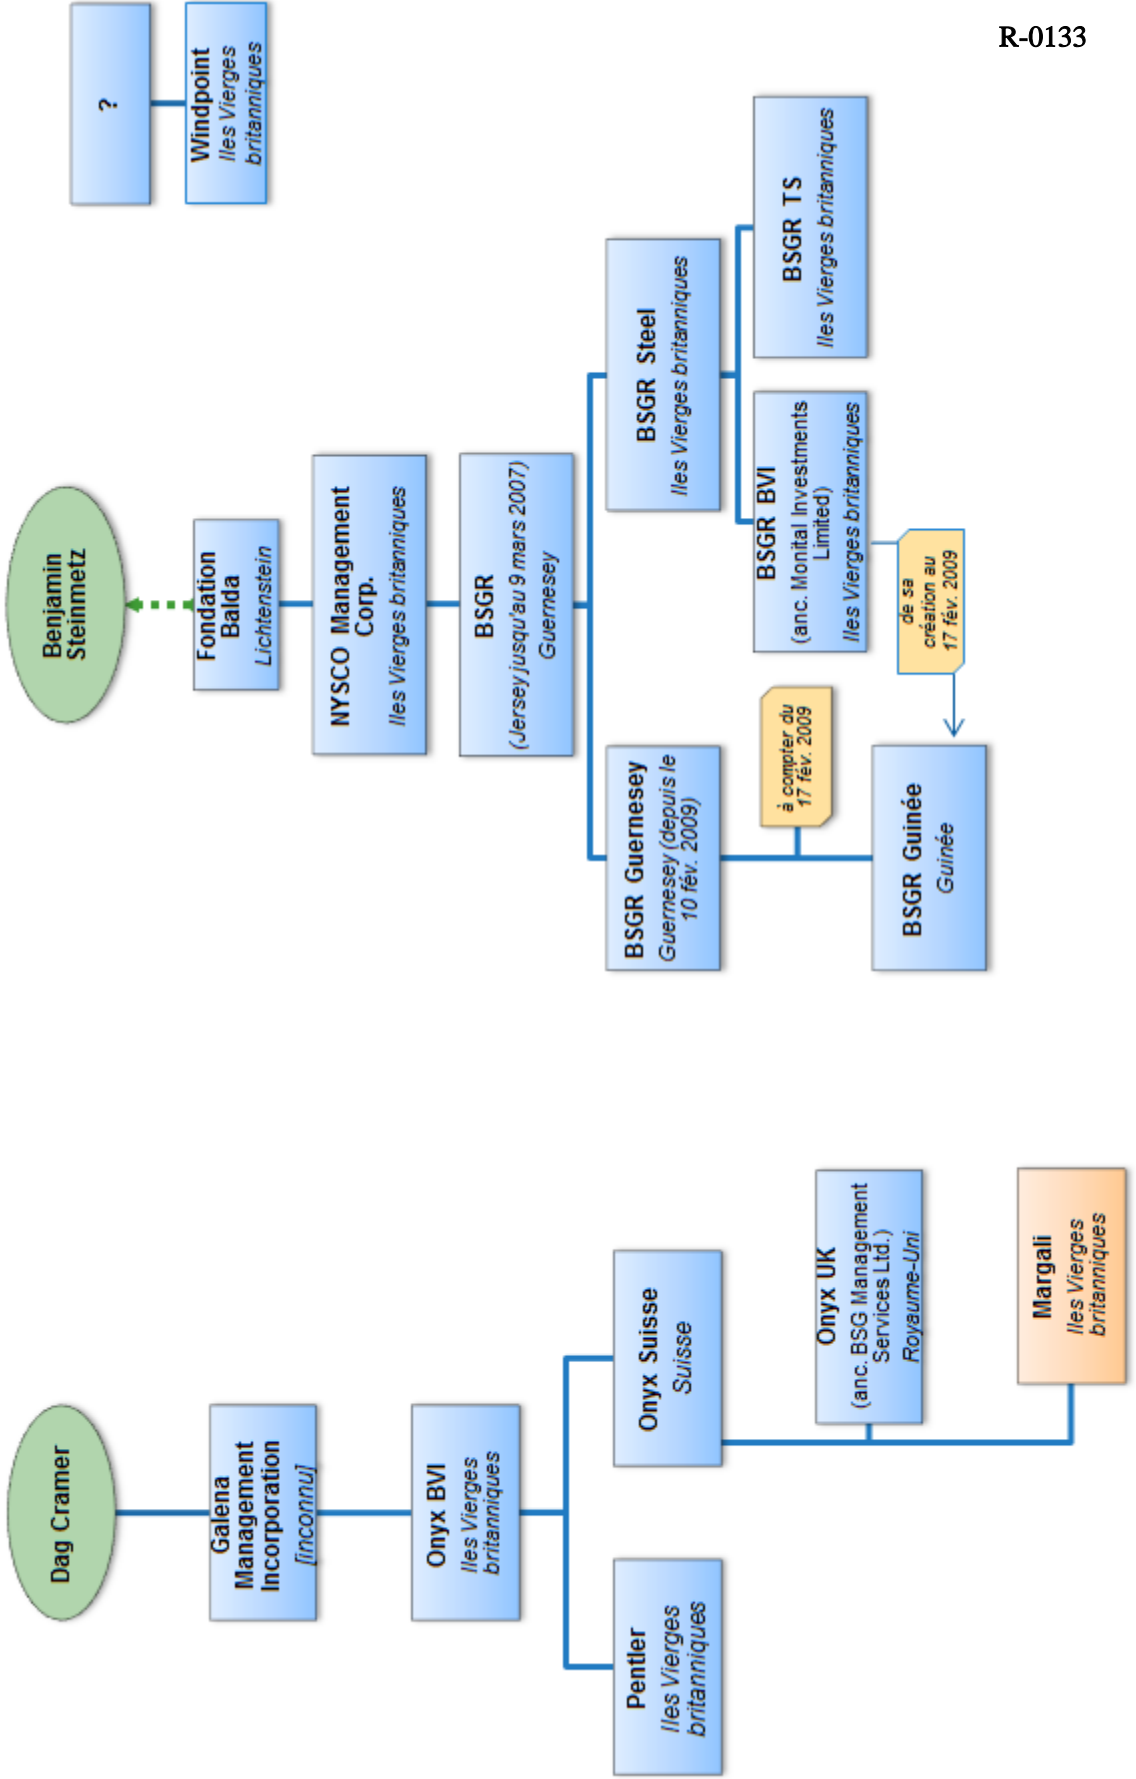 R-0133
Dag Cramer
Galena
Management
Incorporation
[inconnu]
Onyx BVI
Iles Vierges
britanniques
Pentler
Iles Vierges
britanniques
Onyx Suisse
Suisse
Onyx UK
(anc. BSG Management
Services Ltd.)
Royaume-Uni
Margali
Iles Vierges
britanniques
Benjamin
Steinmetz
Fondation
Balda
Lichtenstein
NYSCO Management
Corp.
Iles Vierges britanniques
BSGR
(Jersey jusqu'au 9 mars 2007)
Guernesey
BSGR Guernesey
Guernesey (depuis le
10 fév. 2009)
à compter du
17 fév. 2009
BSGR Guinée
Guinée
BSGR Steel
Iles Vierges britanniques
BSGR BVI
(anc. Monital Investments
Limited)
Iles Vierges britanniques
de sa
création au
17 fév. 2009
BSGR TS
Iles Vierges britanniques
?
Windpoint
Iles Vierges
britanniques